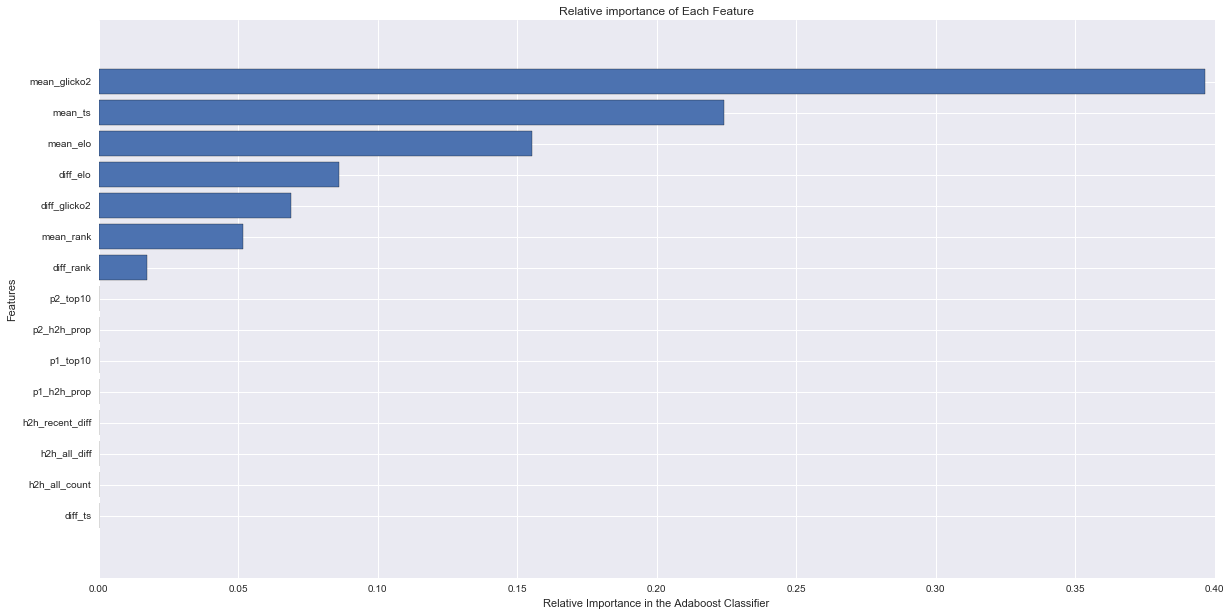 Relative importance of Each Feature
mean_glicko2
mean_ts
mean_elo
diff_elo
diff_glicko2
mean_rank
diff_rank
p2_top10
p2_h2h_prop
p1_top10
p1_h2h_prop
h2h_recent_diff
h2h_all_diff
h2h_all_count
diff_ts
Features
0.00 0.05 0.10 0.15 0.20 0.25 0.30 0.35 0.40
Relative Importance in the Adaboost Classifier